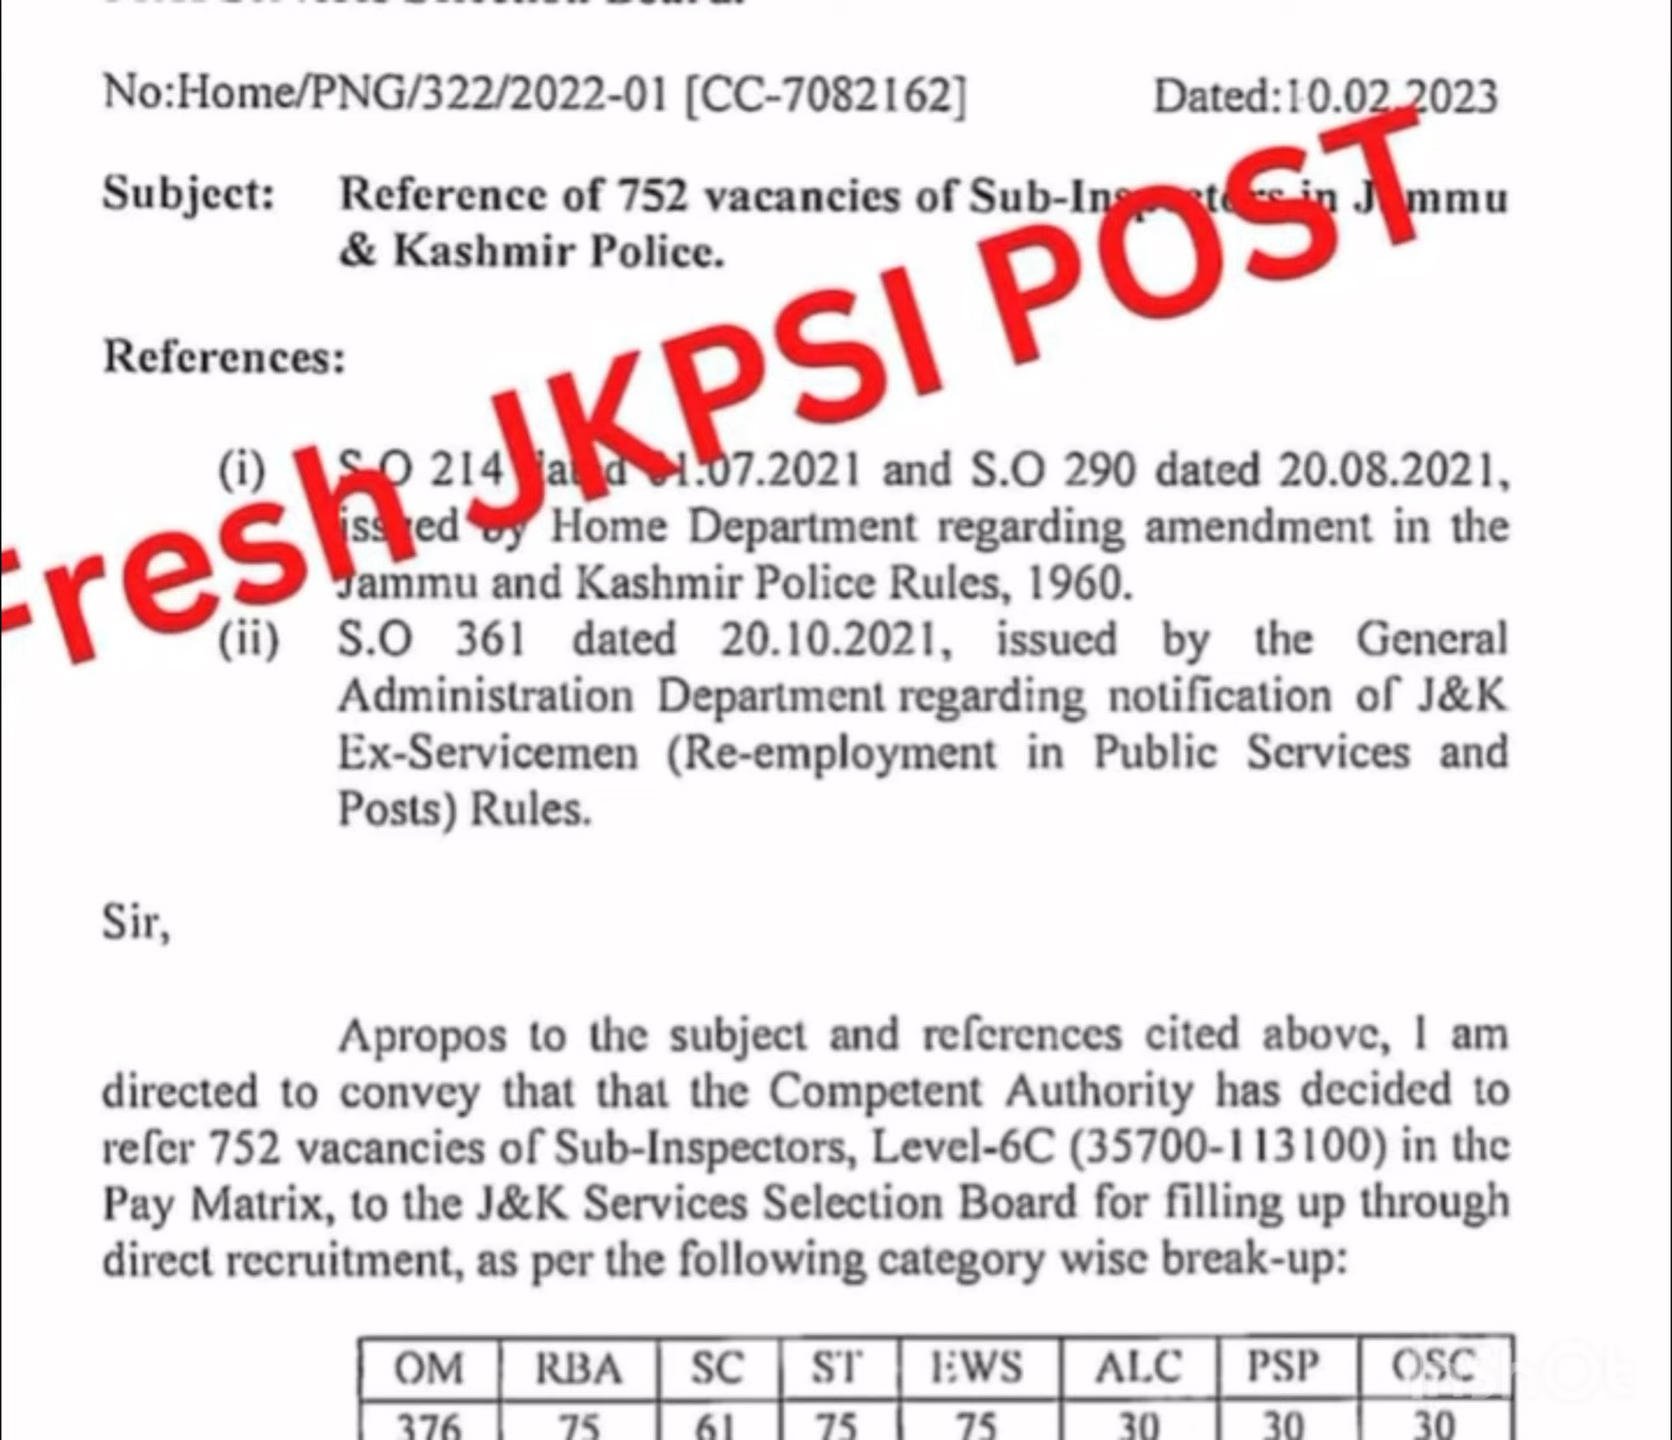 No:Home/PNG/322/2022-01 [CC-7082162] Dated:10.02.2023
Subject: Reference of 752 vacancies of Sub-Inspectors in Jammu
& Kashmir Police.
Fresh JKPSI POST
References:
(i) S.O 214 dated 01.07.2021 and S.O 290 dated 20.08.2021,
issued by Home Department regarding amendment in the
Jammu and Kashmir Police Rules, 1960.
(ii) S.O 361 dated 20.10.2021, issued by the General
Administration Department regarding notification of J&K
Ex-Servicemen (Re-employment in Public Services and
Posts) Rules.
Sir,
Apropos to the subject and references cited above, I am
directed to convey that that the Competent Authority has decided to
refer 752 vacancies of Sub-Inspectors, Level-6C (35700-113100) in the
Pay Matrix, to the J&K Services Selection Board for filling up through
direct recruitment, as per the following category wise break-up:
OM RBA SC ST EWS ALC PSP OSC
376 75 61 75 75 30 30 30